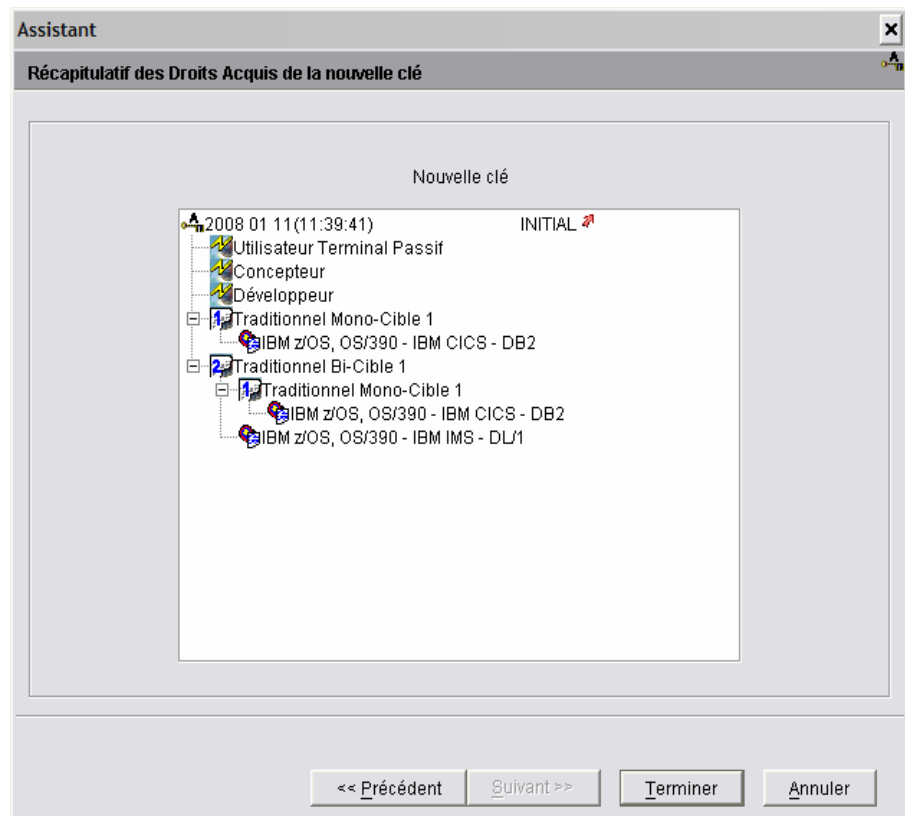 Assistant
Récapitulatif des Droits Acquis de la nouvelle clé
Nouvelle clé
2008 01 11(11:39:41) INITIAL
Utilisateur Terminal Passif
Concepteur
Développeur
1 Traditionnel Mono-Cible 1
IBM z/OS, OS/390 - IBM CICS - DB2
2 Traditionnel Bi-Cible 1
1 Traditionnel Mono-Cible 1
IBM z/OS, OS/390 - IBM CICS - DB2
IBM z/OS, OS/390 - IBM IMS - DL/1
<< Précédent Suivant >> Terminer Annuler